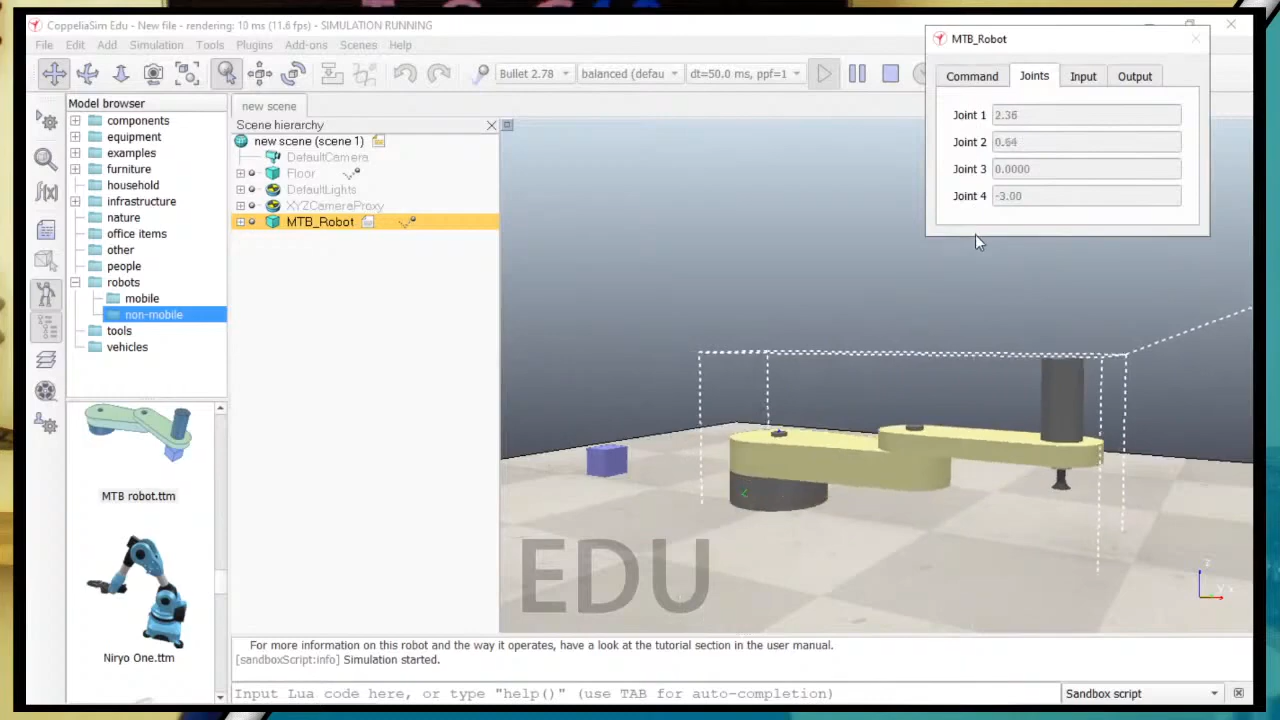 CoppeliaSim Edu - New file - rendering: 10 ms (11.6 fps) - SIMULATION RUNNING
File Edit Add Simulation Tools Plugins Add-ons Scenes Help
Bullet 2.78 balanced (defau dt=50.0 ms, ppf=1
MTB_Robot
Command Joints Input Output
Joint 1 2.36
Joint 2 0.64
Joint 3 0.0000
Joint 4 -3.00
Model browser
components
equipment
examples
furniture
household
infrastructure
nature
office items
other
people
robots
mobile
non-mobile
tools
vehicles
MTB robot.ttm
Niryo One.ttm
new scene
Scene hierarchy
new scene (scene 1)
DefaultCamera
Floor
DefaultLights
XYZCameraProxy
MTB_Robot
f(x)
EDU
z
Y x
For more information on this robot and the way it operates, have a look at the tutorial section in the user manual.
[sandboxScript:info] Simulation started.
Input Lua code here, or type "help()" (use TAB for auto-completion)
Sandbox script